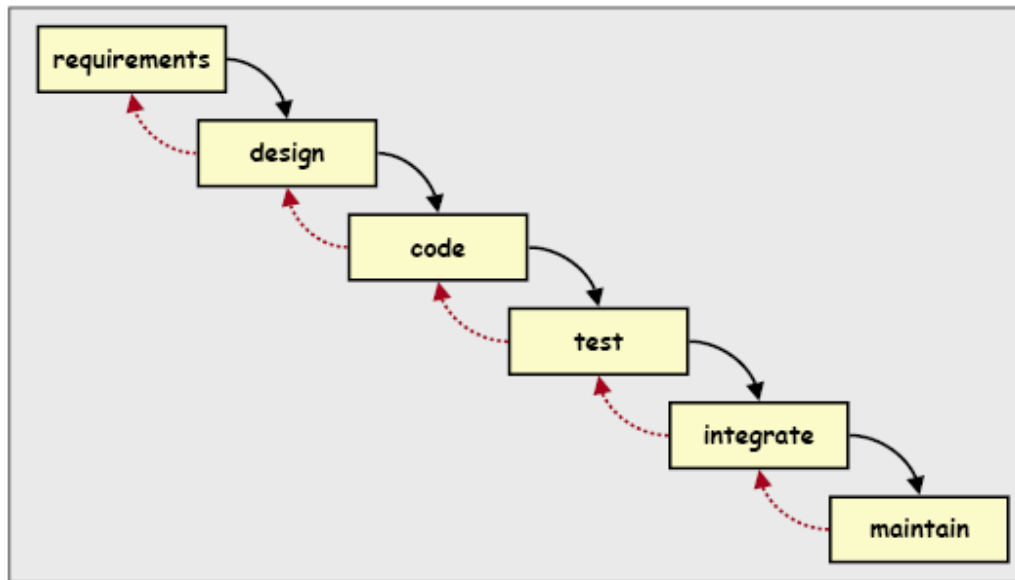 requirements
design
code
test
integrate
maintain